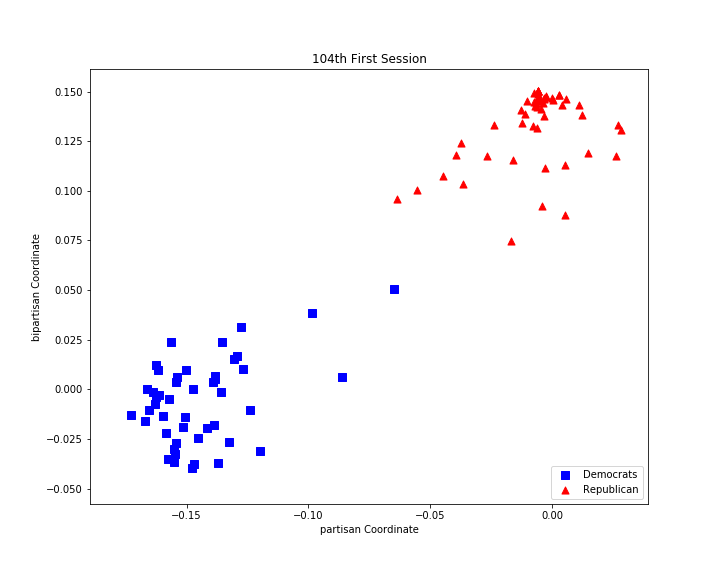 104th First Session
0.150
0.125
0.100
0.075
0.050
0.025
0.000
−0.025
−0.050
bipartisan Coordinate
−0.15
−0.10
−0.05
0.00
partisan Coordinate
Democrats
Republican